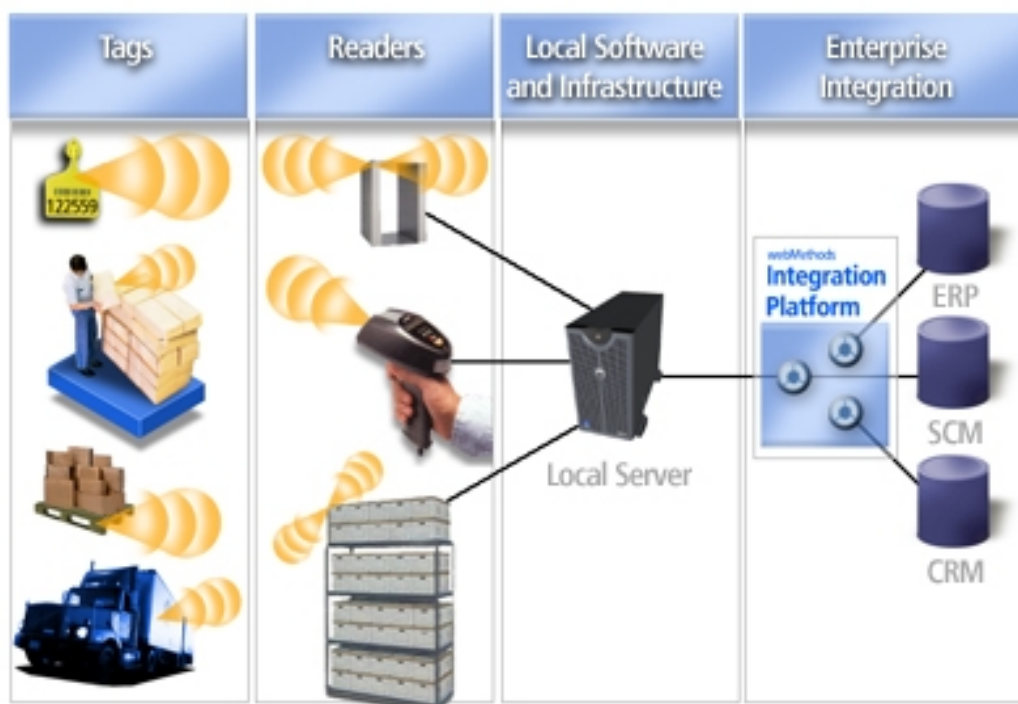 Tags
Readers
Local Software
and Infrastructure
Enterprise
Integration
122559
webMethods
Integration
Platform
ERP
SCM
CRM
Local Server